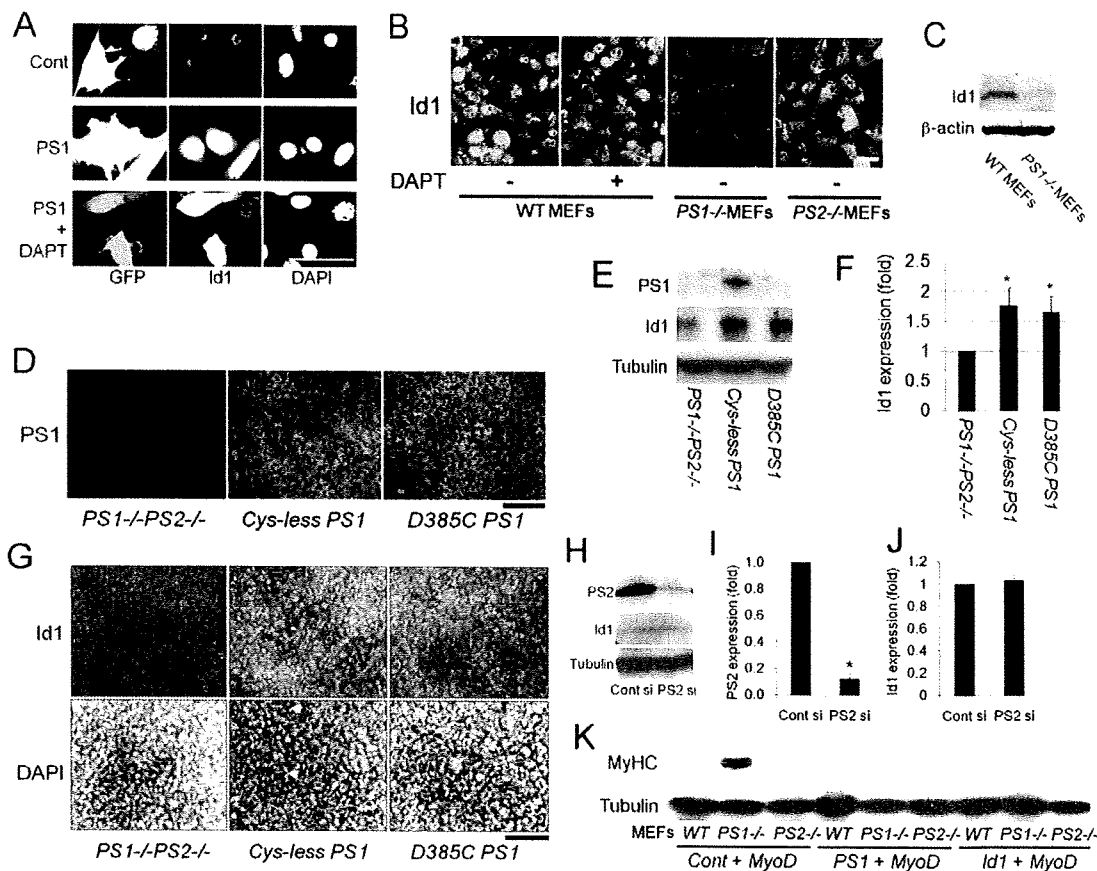 A
Cont
PS1
PS1
+
DAPT
GFP Id1 DAPI
B
Id1
DAPT - + - -
WT MEFs PS1-/-MEFs PS2-/-MEFs
C
Id1
β-actin
WT MEFs
PS1-/-MEFs
D
PS1
PS1-/-PS2-/- Cys-less PS1 D385C PS1
E
PS1
Id1
Tubulin
PS1-/-PS2-/-
Cys-less PS1
D385C PS1
F
Id1 expression (fold)
2.5
2
1.5
1
0.5
0
* *
PS1-/-PS2-/-
Cys-less PS1
D385C PS1
G
Id1
DAPI
PS1-/-PS2-/- Cys-less PS1 D385C PS1
H
PS2
Id1
Tubulin
Cont si PS2 si
I
PS2 expression (fold)
1.0
0.8
0.6
0.4
0.2
0.0
*
Cont si PS2 si
J
Id1 expression (fold)
1.2
1
0.8
0.6
0.4
0.2
0
Cont si PS2 si
K
MyHC
Tubulin
MEFs WT PS1-/- PS2-/- WT PS1-/- PS2-/- WT PS1-/- PS2-/-
Cont + MyoD PS1 + MyoD Id1 + MyoD